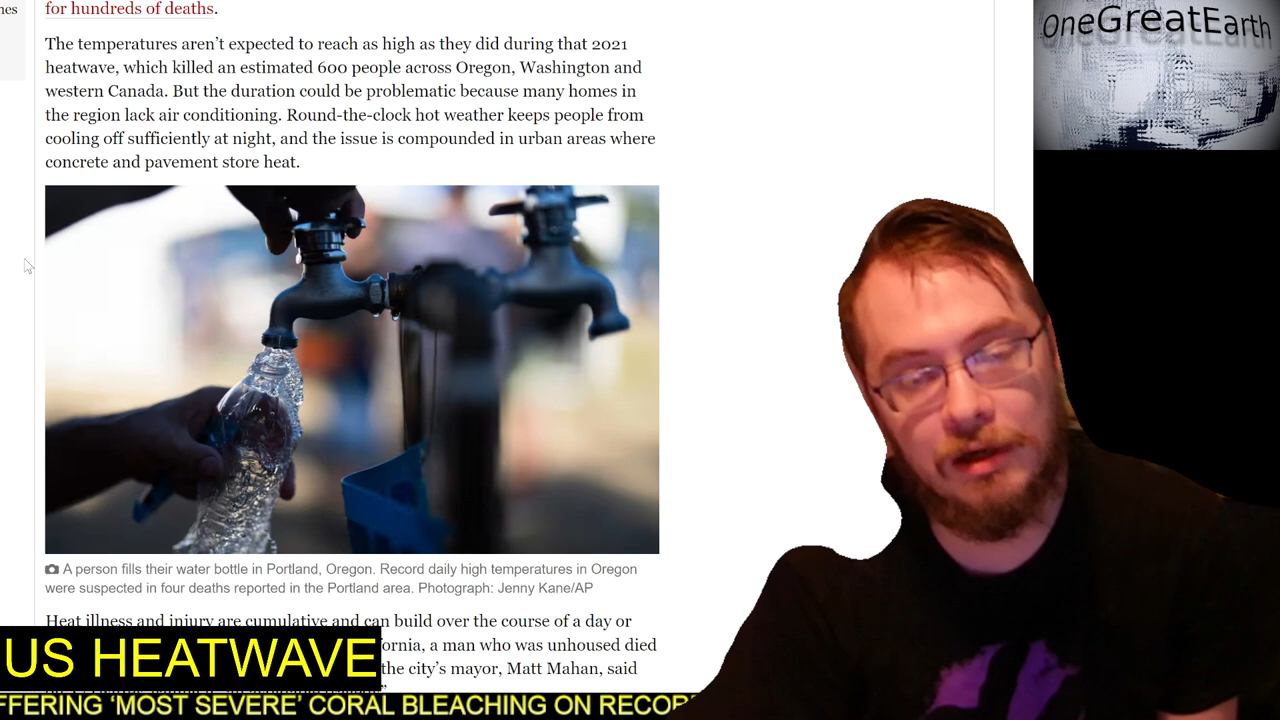 for hundreds of deaths.
OneGreatEarth
The temperatures aren’t expected to reach as high as they did during that 2021
heatwave, which killed an estimated 600 people across Oregon, Washington and
western Canada. But the duration could be problematic because many homes in
the region lack air conditioning. Round-the-clock hot weather keeps people from
cooling off sufficiently at night, and the issue is compounded in urban areas where
concrete and pavement store heat.
A person fills their water bottle in Portland, Oregon. Record daily high temperatures in Oregon
were suspected in four deaths reported in the Portland area. Photograph: Jenny Kane/AP
Heat illness and injury are cumulative and can build over the course of a day or
fornia, a man who was unhoused died
the city’s mayor, Matt Mahan, said
US HEATWAVE
FFERING ‘MOST SEVERE’ CORAL BLEACHING ON RECOR